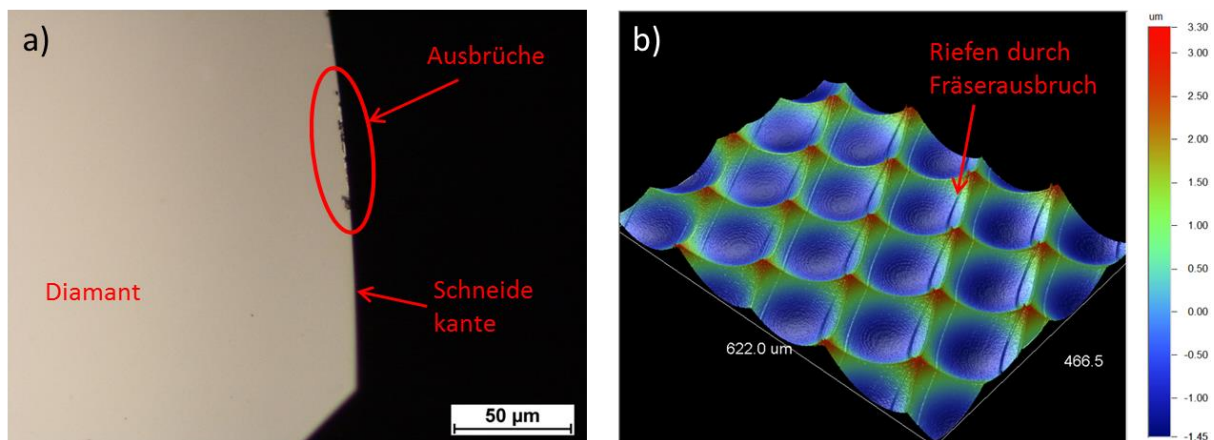 a)
Ausbrüche
Diamant
Schneide
kante
50 µm
b)
Riefen durch
Fräserausbruch
622.0 um
466.5
um
3.30
3.00
2.50
2.00
1.50
1.00
0.50
0.00
-0.50
-1.00
-1.45